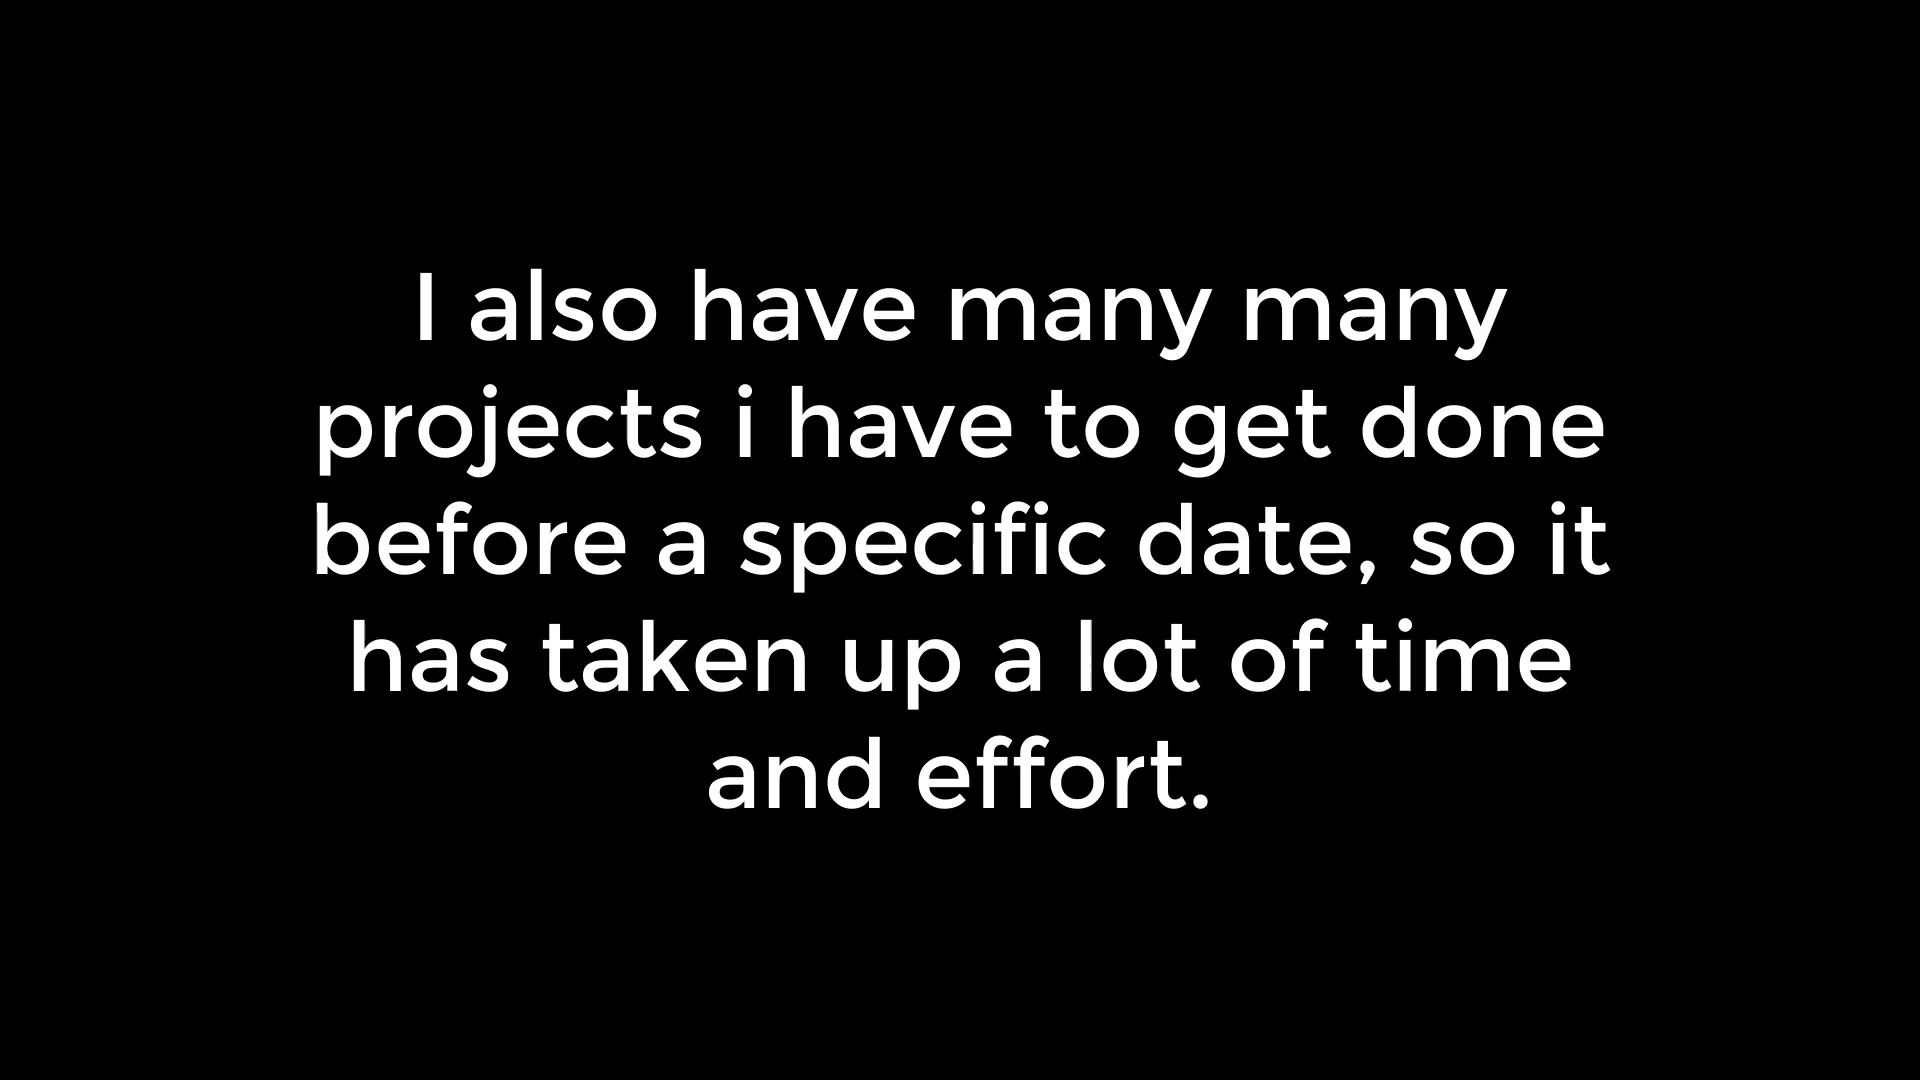 I also have many many
projects i have to get done
before a specific date, so it
has taken up a lot of time
and effort.